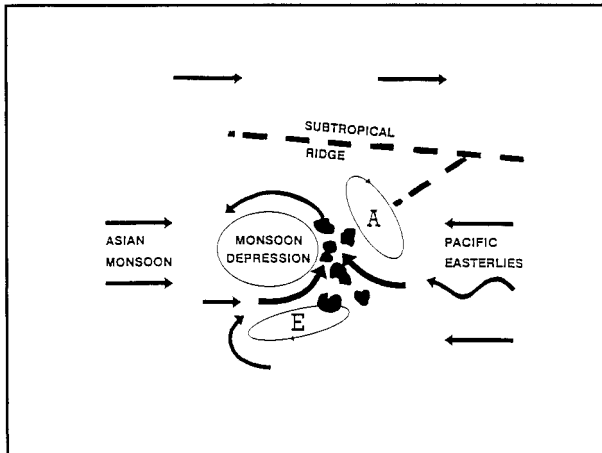 SUBTROPICAL
RIDGE
A
ASIAN
MONSOON
MONSOON
DEPRESSION
PACIFIC
EASTERLIES
E